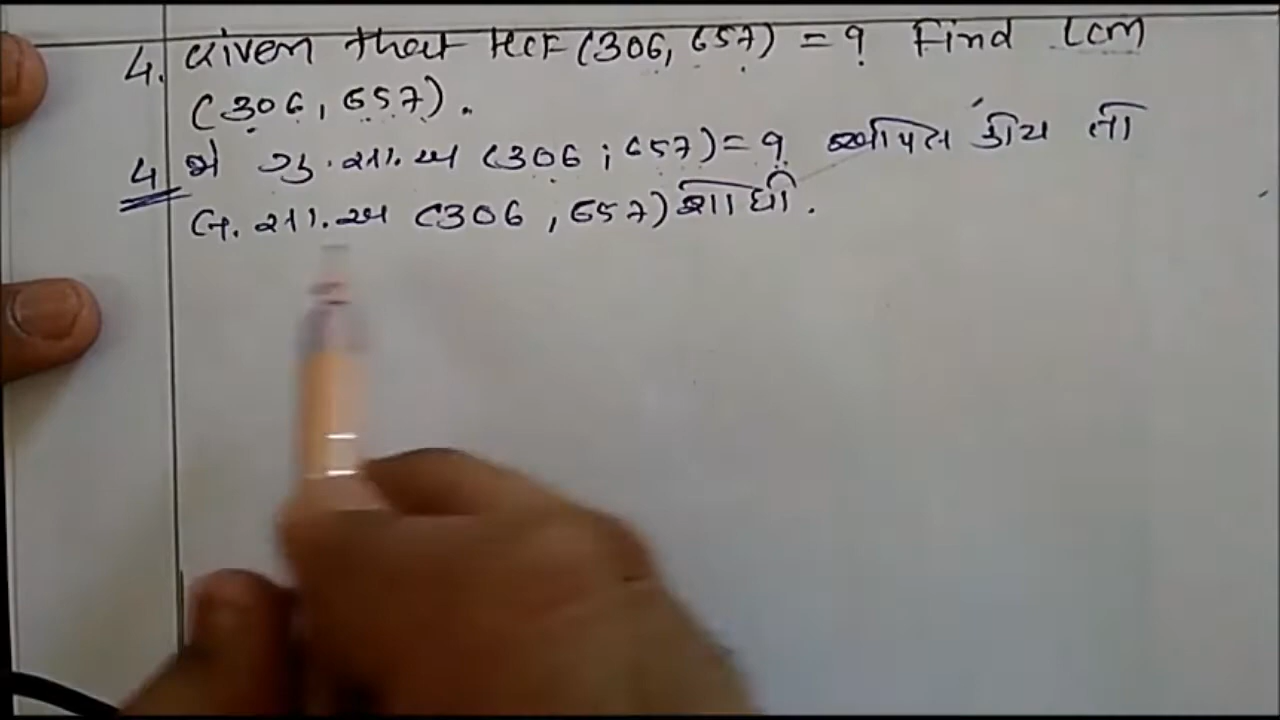 4. Given that HCF (306, 657) = 9 Find LCM
(306, 657).
4 જો ગુ.સા.અ (306, 657) = 9 આપેલ હોય તો
લ.સા.અ (306, 657) શોધો.